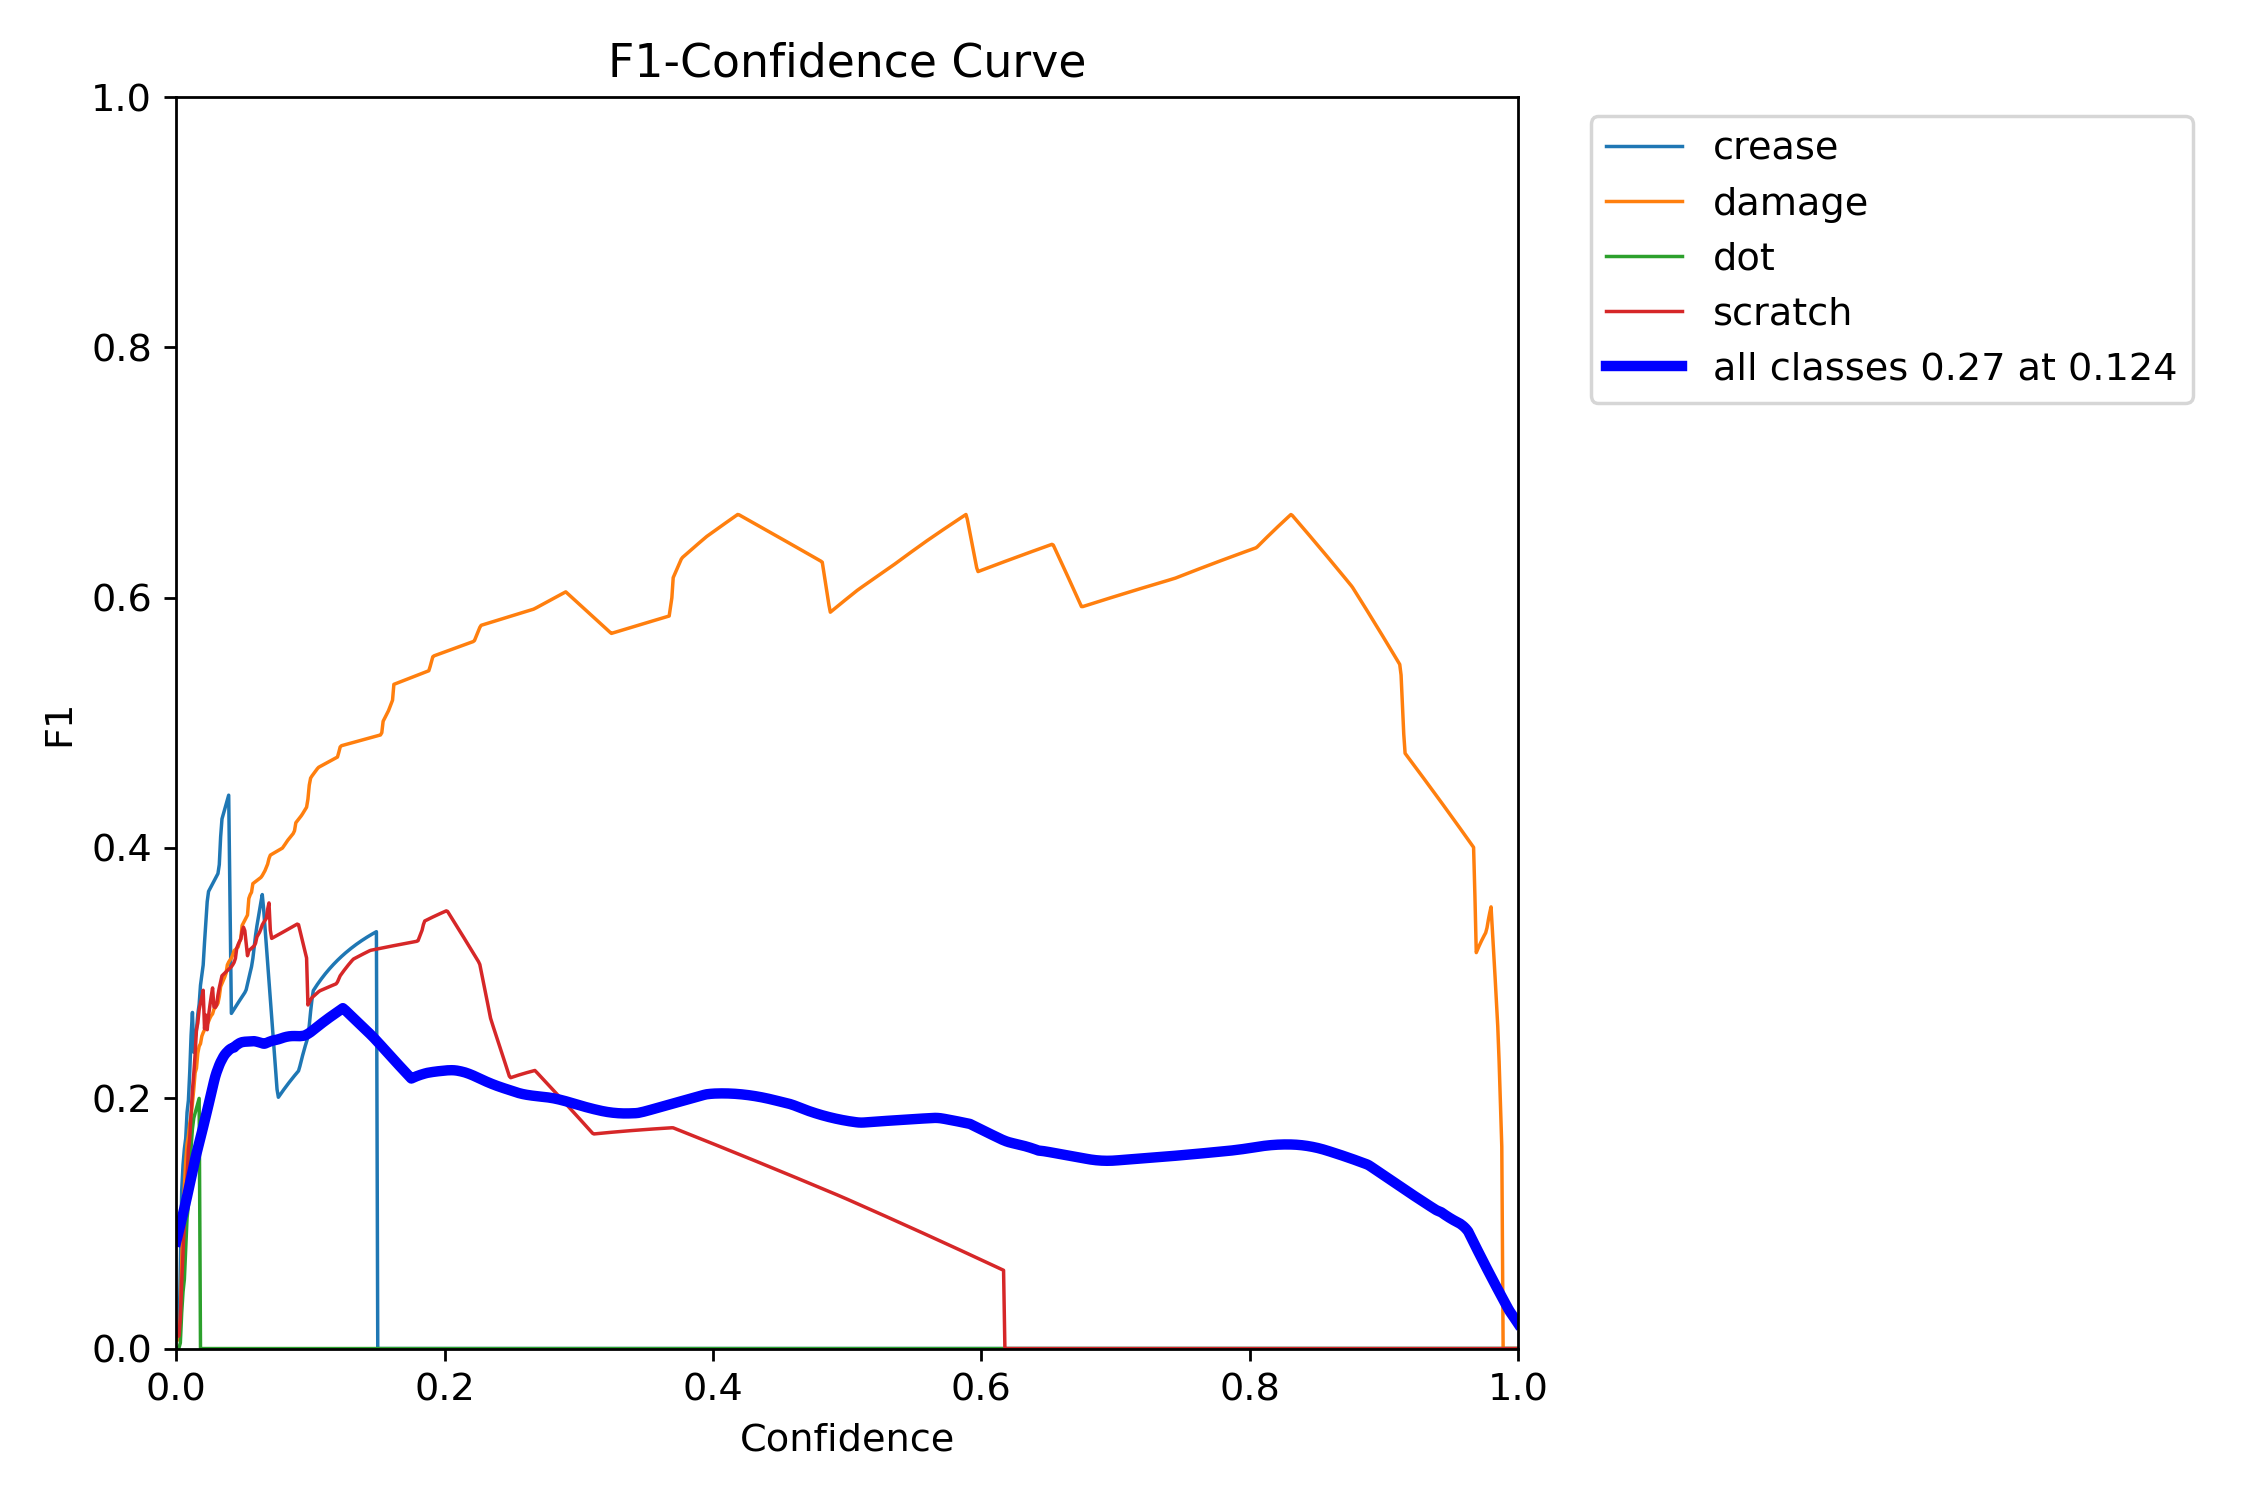 F1-Confidence Curve
1.0
0.8
0.6
0.4
0.2
0.0
F1
0.0 0.2 0.4 0.6 0.8 1.0
Confidence
crease
damage
dot
scratch
all classes 0.27 at 0.124